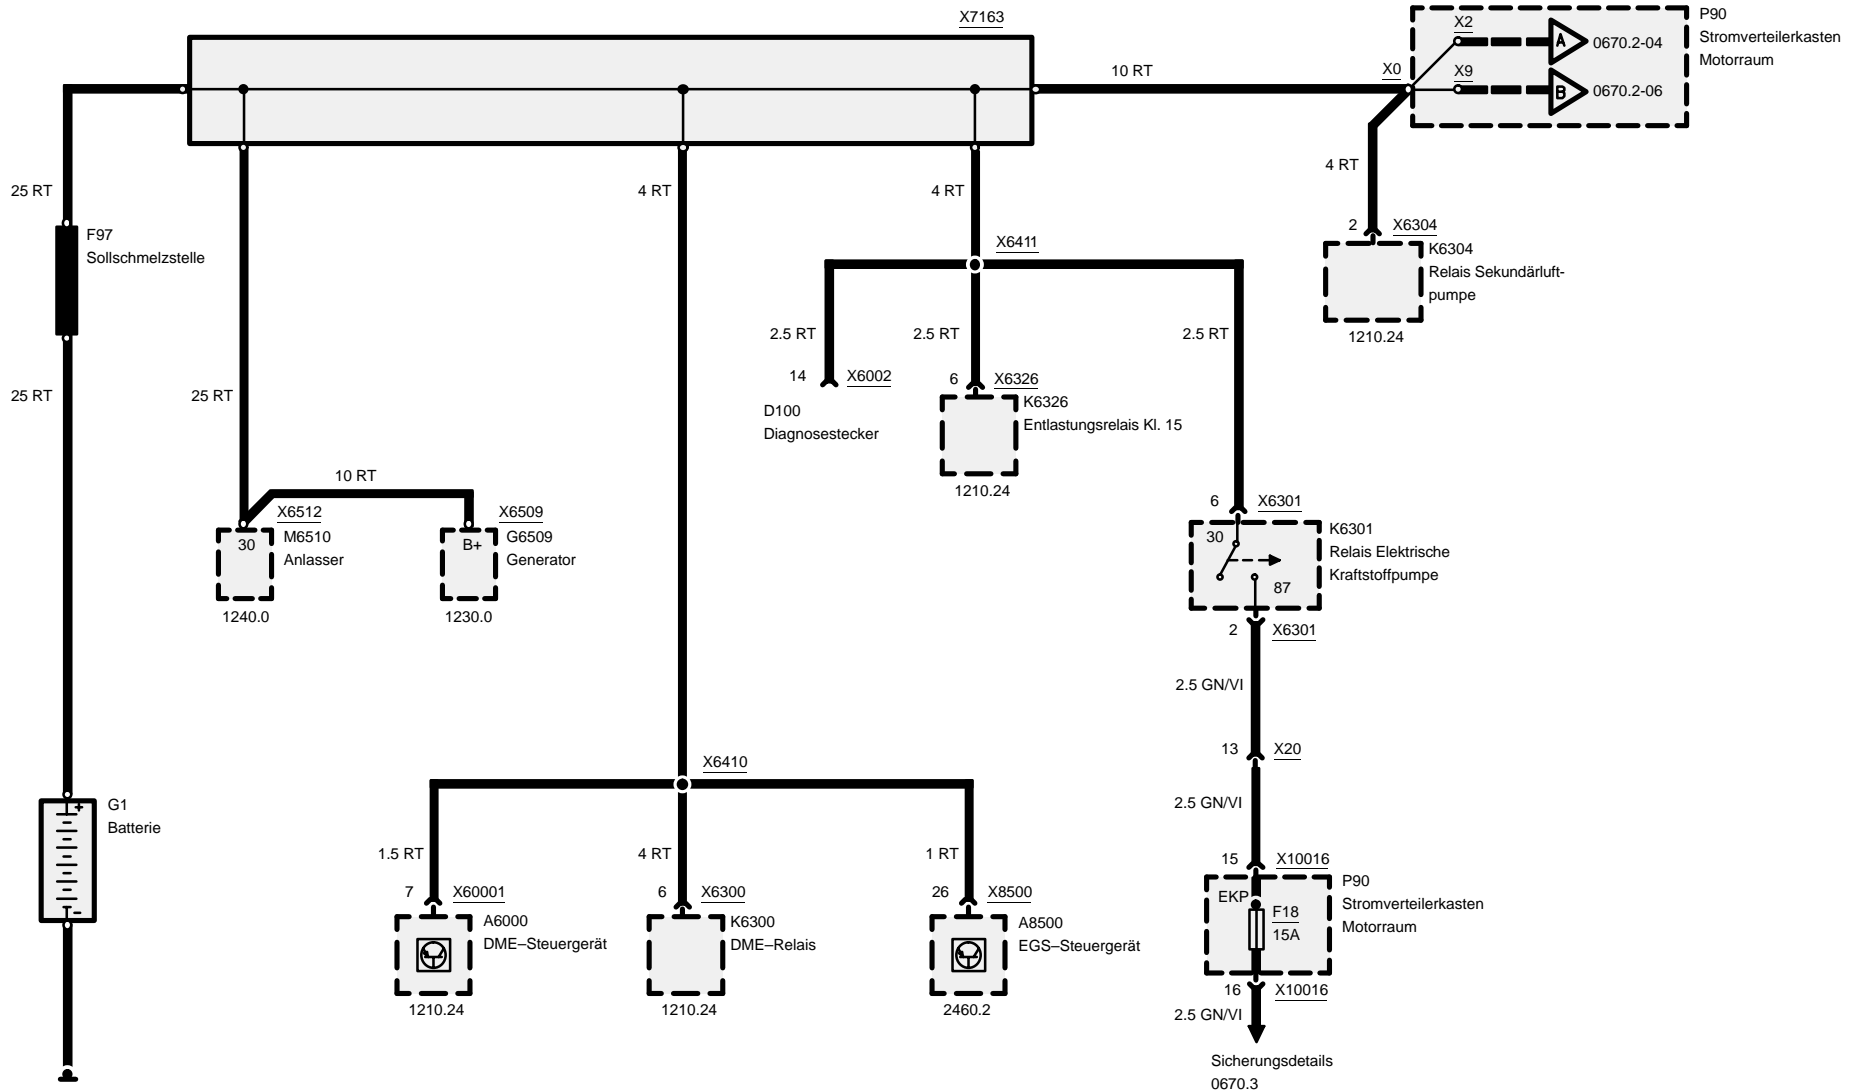 X7163
P90
Stromverteilerkasten
Motorraum
X2
A
0670.2-04
X0
X9
B
0670.2-06
10 RT
4 RT
2
X6304
K6304
Relais Sekundärluft-
pumpe
1210.24
25 RT
F97
Sollschmelzstelle
25 RT
25 RT
4 RT
4 RT
X6411
2.5 RT
2.5 RT
2.5 RT
14
X6002
D100
Diagnosestecker
6
X6326
K6326
Entlastungsrelais Kl. 15
1210.24
10 RT
X6512
30
M6510
Anlasser
1240.0
X6509
B+
G6509
Generator
1230.0
6
X6301
30
87
K6301
Relais Elektrische
Kraftstoffpumpe
2
X6301
2.5 GN/VI
13
X20
2.5 GN/VI
X6410
G1
Batterie
+
-
1.5 RT
4 RT
1 RT
7
X60001
A6000
DME–Steuergerät
1210.24
6
X6300
K6300
DME–Relais
1210.24
26
X8500
A8500
EGS–Steuergerät
2460.2
15
X10016
P90
Stromverteilerkasten
Motorraum
EKP
F18
15A
16
X10016
2.5 GN/VI
Sicherungsdetails
0670.3